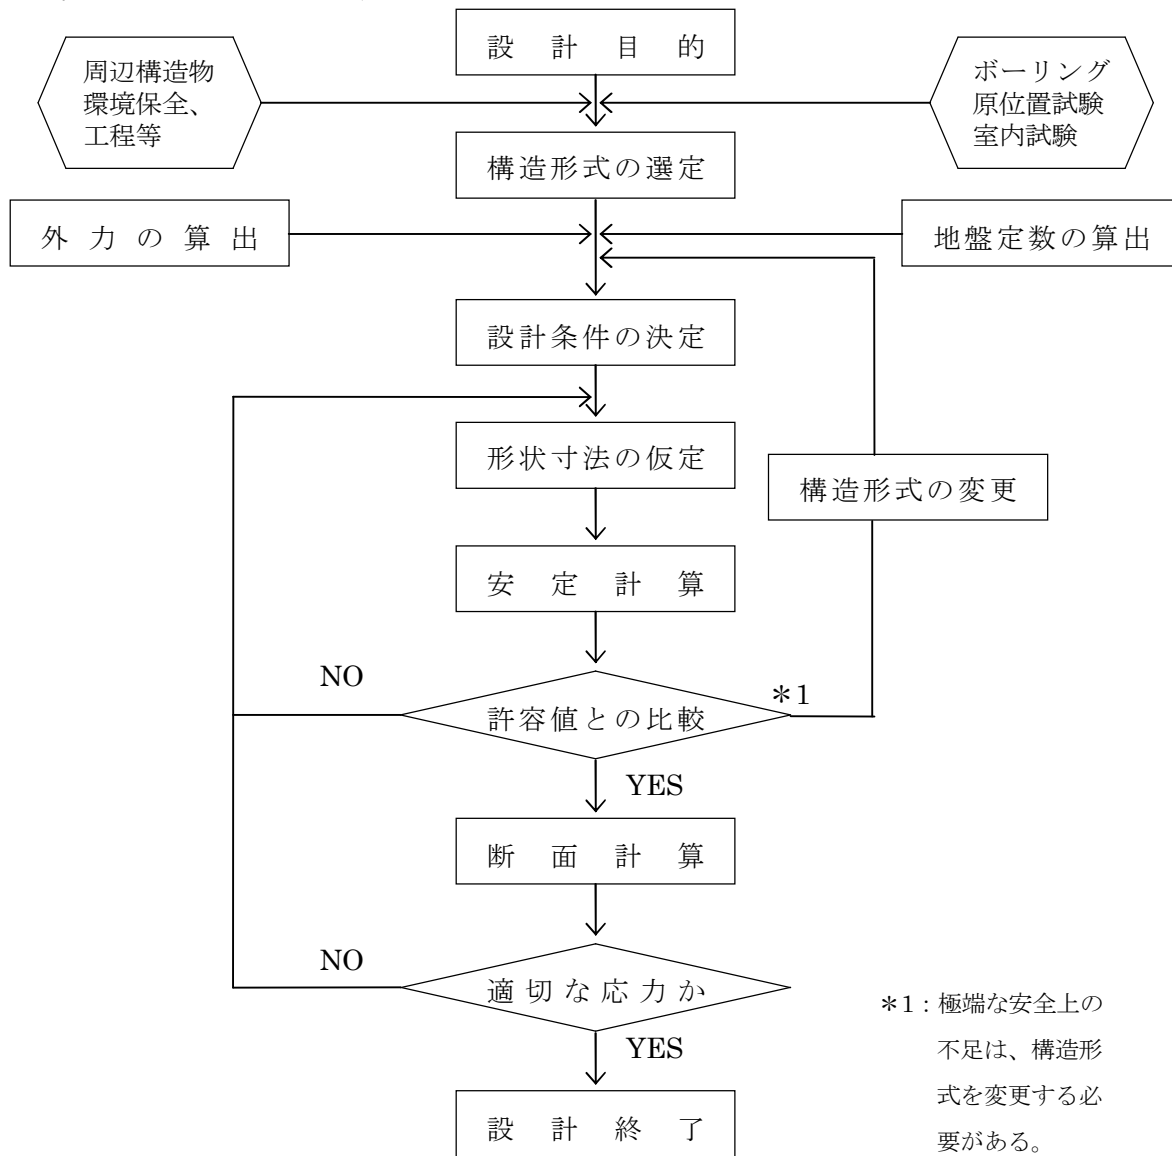 設計目的
周辺構造物
環境保全、
工程等
ボーリング
原位置試験
室内試験
構造形式の選定
外力の算出
地盤定数の算出
設計条件の決定
形状寸法の仮定
構造形式の変更
安定計算
NO
許容値との比較
*1
YES
断面計算
NO
適切な応力か
YES
設計終了
*1：極端な安全上の
不足は、構造形
式を変更する必
要がある。